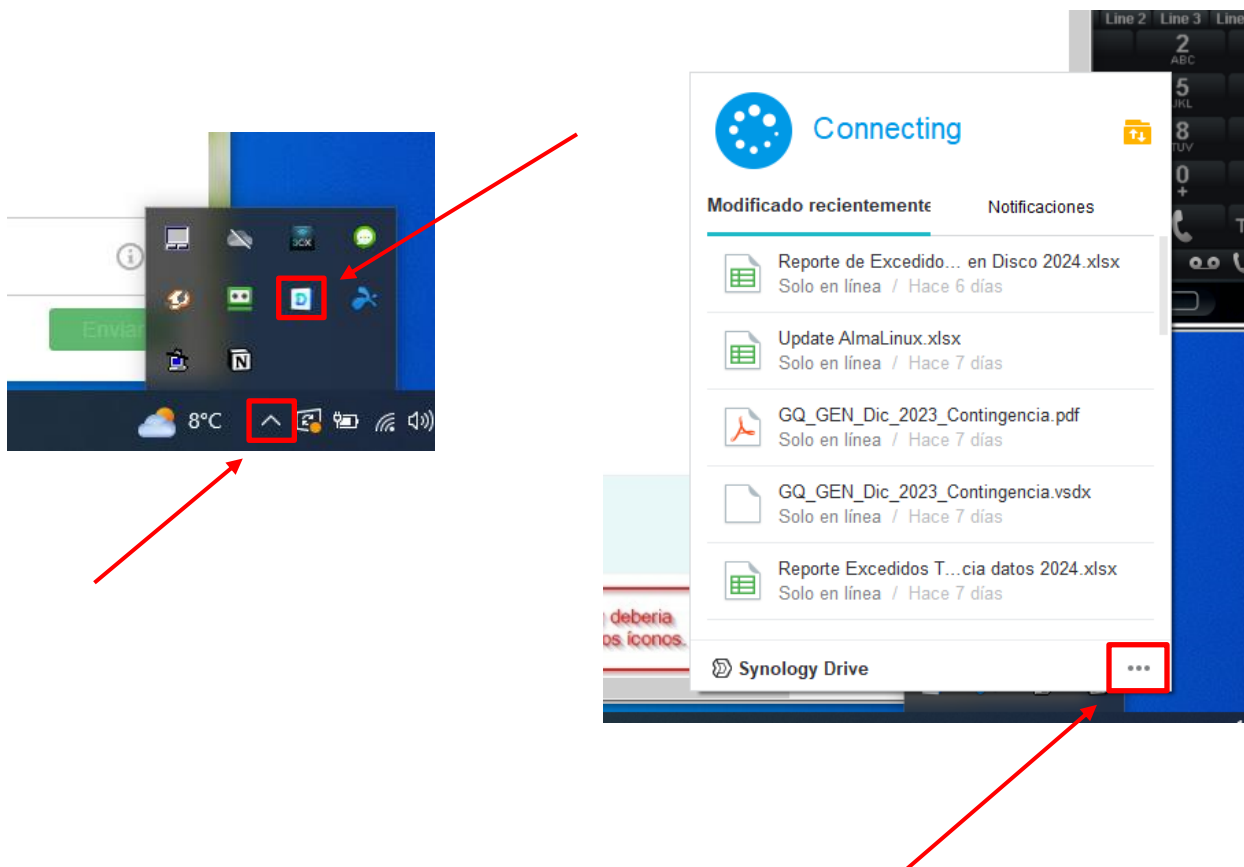 Line 2 Line 3 Line
2
ABC
5
JKL
8
TUV
0
+
Connecting
Modificado recientemente
Notificaciones
Reporte de Excedido... en Disco 2024.xlsx
Solo en línea / Hace 6 días
Update AlmaLinux.xlsx
Solo en línea / Hace 7 días
GQ_GEN_Dic_2023_Contingencia.pdf
Solo en línea / Hace 7 días
GQ_GEN_Dic_2023_Contingencia.vsdx
Solo en línea / Hace 7 días
Reporte Excedidos T...cia datos 2024.xlsx
Solo en línea / Hace 7 días
Synology Drive
deberia
os íconos.
3CX
D
N
Enviar
8°C